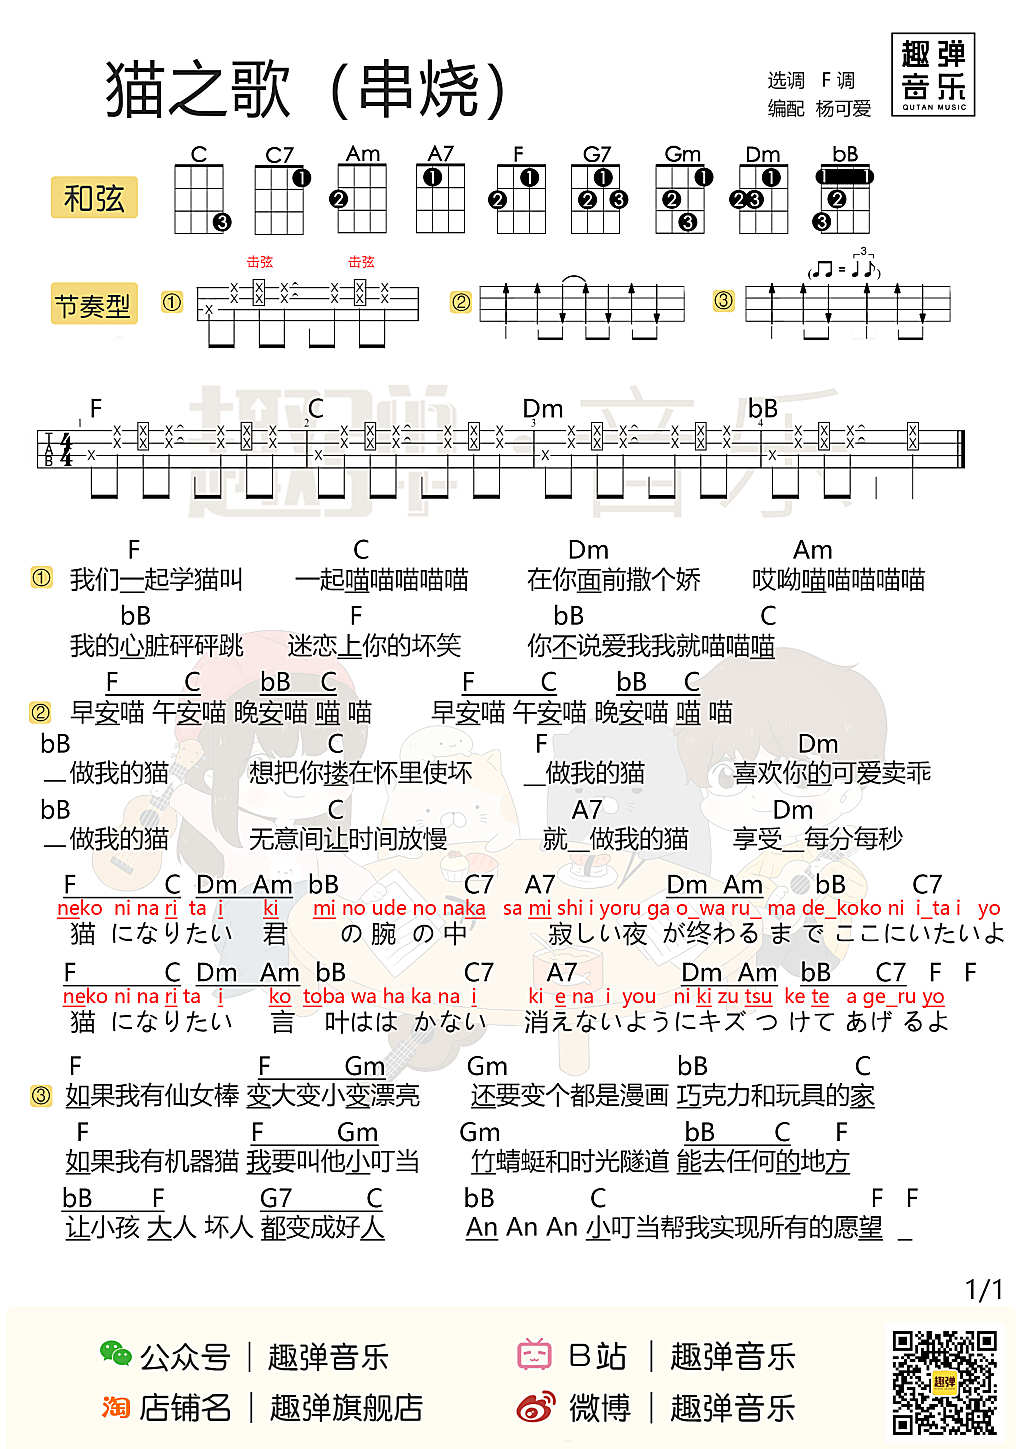 猫之歌（串烧）
选调 F 调
编配 杨可爱
趣弹
音乐
QUTAN MUSIC
和弦
C C7 Am A7 F G7 Gm Dm bB
节奏型
① 击弦 击弦 ② ③
F C Dm bB
F C Dm Am
① 我们一起学猫叫 一起喵喵喵喵喵 在你面前撒个娇 哎呦喵喵喵喵喵
bB F bB C
我的心脏砰砰跳 迷恋上你的坏笑 你不说爱我我就喵喵喵
F C bB C F C bB C
② 早安喵 午安喵 晚安喵 喵 喵 早安喵 午安喵 晚安喵 喵 喵
bB C F Dm
_做我的猫 想把你搂在怀里使坏 _做我的猫 喜欢你的可爱卖乖
bB C A7 Dm
_做我的猫 无意间让时间放慢 就_做我的猫 享受_每分每秒
F C Dm Am bB C7 A7 Dm Am bB C7
neko ni na ri ta i ki mi no ude no naka sa mi shi i yoru ga o_wa ru_ ma de_koko ni i_ta i yo
猫 になりたい 君 の 腕 の 中 寂しい夜 が終わる まで ここにいたいよ
F C Dm Am bB C7 A7 Dm Am bB C7 F F
neko ni na ri ta i ko toba wa ha ka na i ki e na i you ni ki zu tsu ke te a ge_ru yo
猫 になりたい 言 叶はは かない 消えないようにキズ つ けて あげ るよ
F F Gm Gm bB C
③ 如果我有仙女棒 变大变小变漂亮 还要变个都是漫画 巧克力和玩具的家
F F Gm Gm bB C F
如果我有机器猫 我要叫他小叮当 竹蜻蜓和时光隧道 能去任何的地方
bB F G7 C bB C F F
让小孩 大人 坏人 都变成好人 An An An 小叮当帮我实现所有的愿望 _
1/1
公众号 | 趣弹音乐 B站 | 趣弹音乐
淘 店铺名 | 趣弹旗舰店 微博 | 趣弹音乐
趣弹